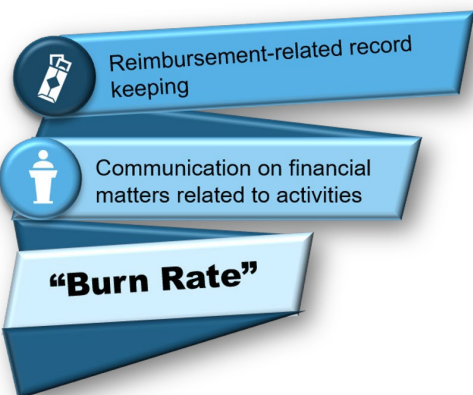 Reimbursement-related record
keeping
Communication on financial
matters related to activities
“Burn Rate”